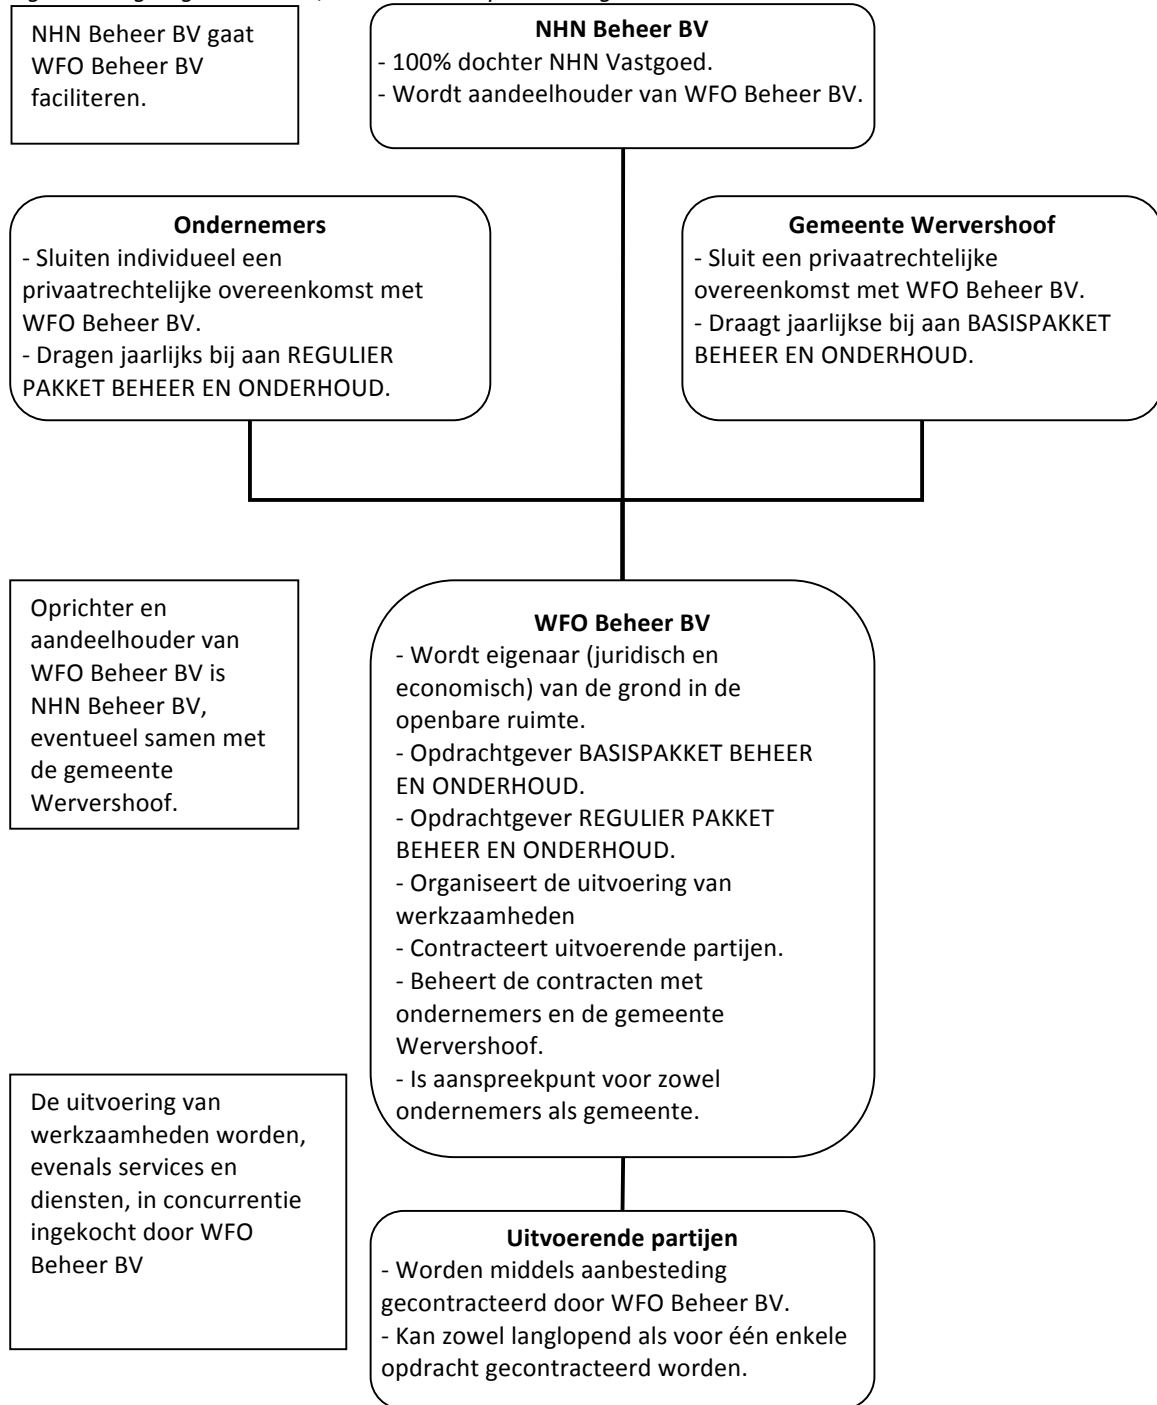 NHN Beheer BV gaat
WFO Beheer BV
faciliteren.
NHN Beheer BV
- 100% dochter NHN Vastgoed.
- Wordt aandeelhouder van WFO Beheer BV.
Ondernemers
- Sluiten individueel een
privaatrechtelijke overeenkomst met
WFO Beheer BV.
- Dragen jaarlijks bij aan REGULIER
PAKKET BEHEER EN ONDERHOUD.
Gemeente Wervershoof
- Sluit een privaatrechtelijke
overeenkomst met WFO Beheer BV.
- Draagt jaarlijkse bij aan BASISPAKKET
BEHEER EN ONDERHOUD.
Oprichter en
aandeelhouder van
WFO Beheer BV is
NHN Beheer BV,
eventueel samen met
de gemeente
Wervershoof.
WFO Beheer BV
- Wordt eigenaar (juridisch en
economisch) van de grond in de
openbare ruimte.
- Opdrachtgever BASISPAKKET BEHEER
EN ONDERHOUD.
- Opdrachtgever REGULIER PAKKET
BEHEER EN ONDERHOUD.
- Organiseert de uitvoering van
werkzaamheden
- Contracteert uitvoerende partijen.
- Beheert de contracten met
ondernemers en de gemeente
Wervershoof.
- Is aanspreekpunt voor zowel
ondernemers als gemeente.
De uitvoering van
werkzaamheden worden,
evenals services en
diensten, in concurrentie
ingekocht door WFO
Beheer BV
Uitvoerende partijen
- Worden middels aanbesteding
gecontracteerd door WFO Beheer BV.
- Kan zowel langlopend als voor één enkele
opdracht gecontracteerd worden.